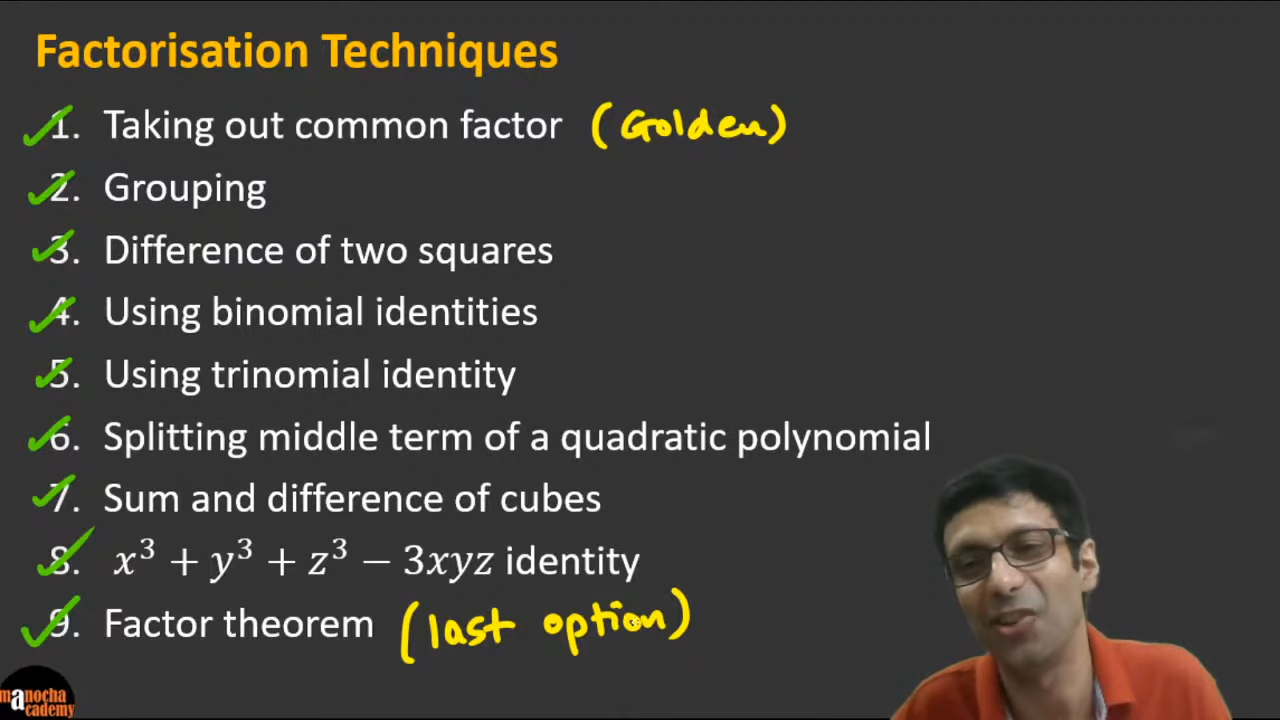 Factorisation Techniques
1. Taking out common factor (Golden)
2. Grouping
3. Difference of two squares
4. Using binomial identities
5. Using trinomial identity
6. Splitting middle term of a quadratic polynomial
7. Sum and difference of cubes
8. x³ + y³ + z³ − 3xyz identity
9. Factor theorem (last option)
manocha
academy